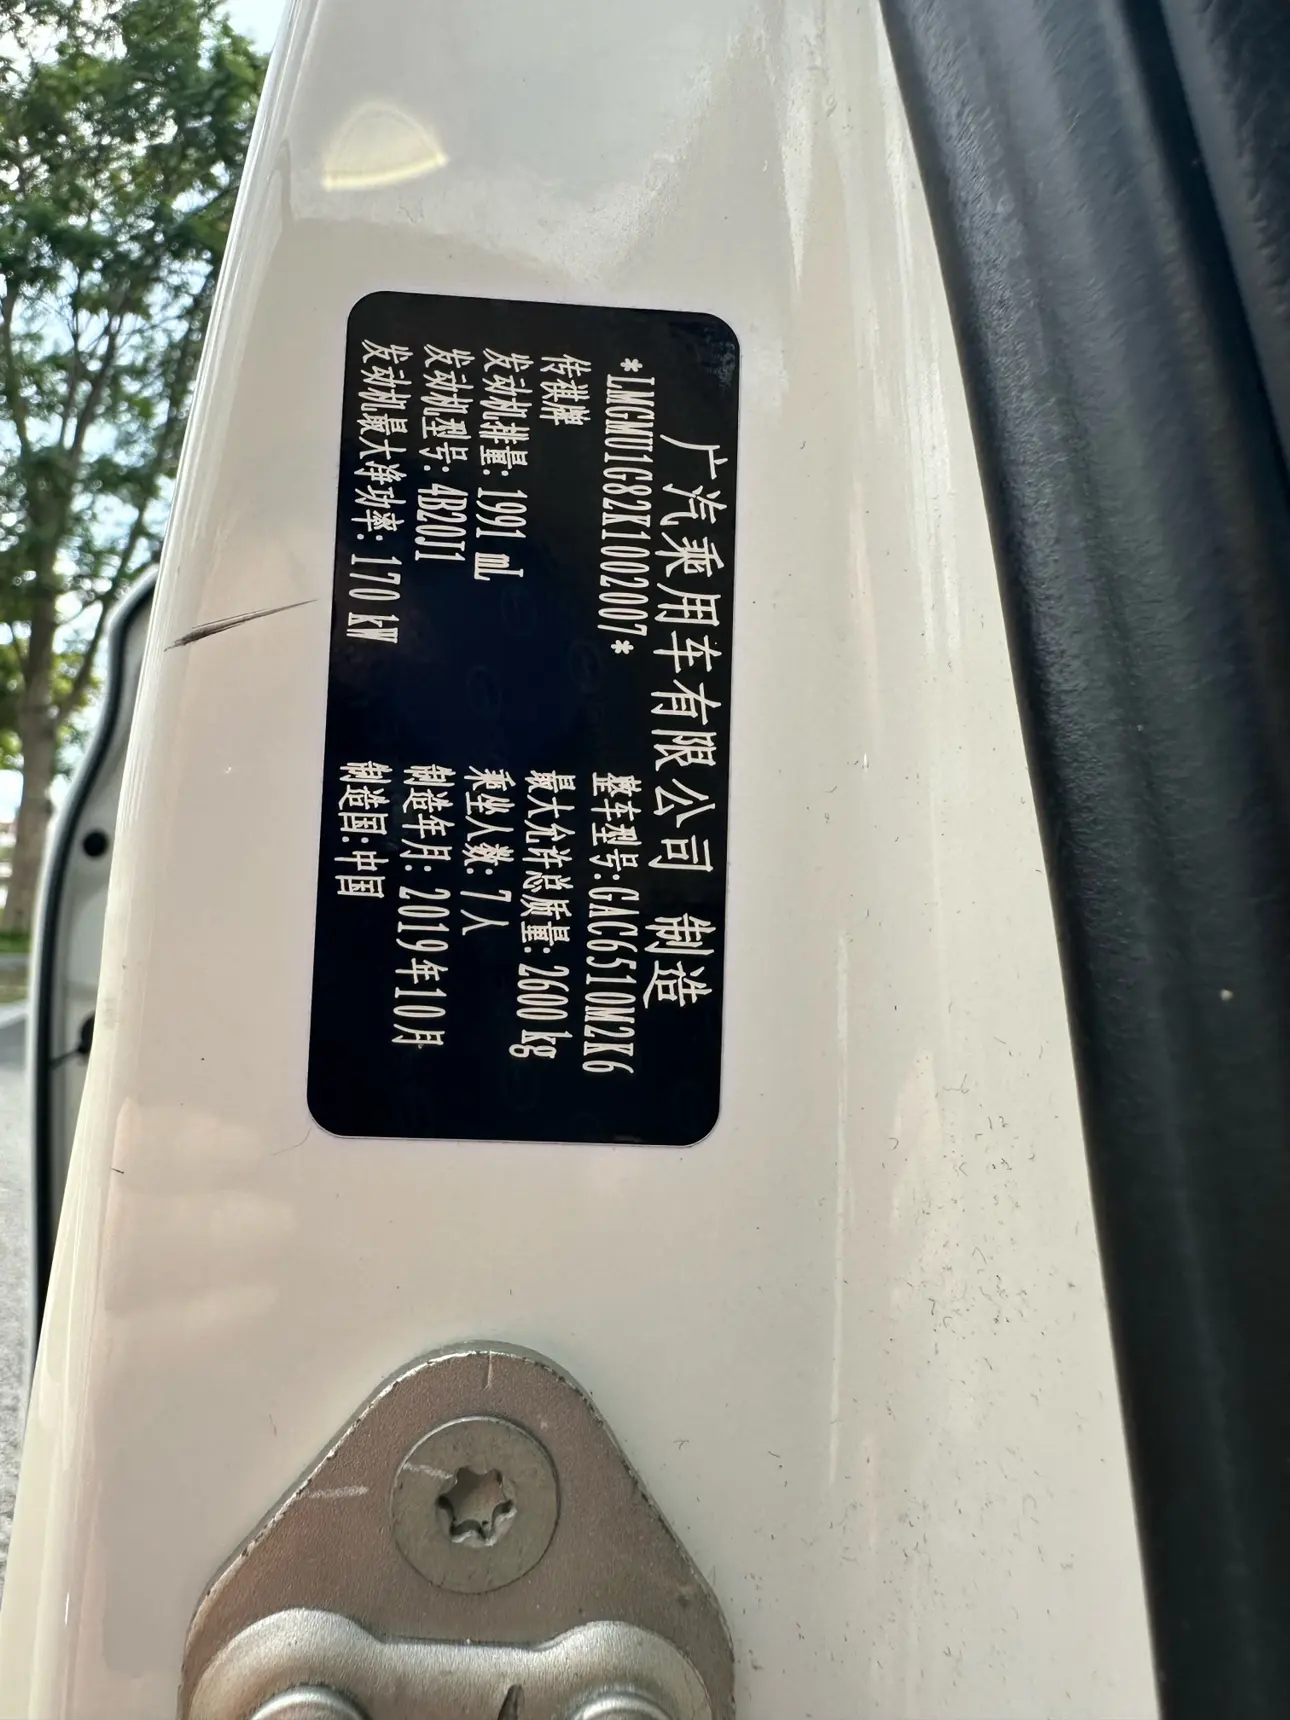 广汽乘用车有限公司 制造
*LMGMU1G82K1002007* 整车型号:GAC6510M2K6
传祺牌 最大允许总质量: 2600 kg
发动机排量: 1991 mL 乘坐人数: 7人
发动机型号: 4B20J1 制造年月: 2019年10月
发动机最大净功率: 170 kW 制造国: 中国